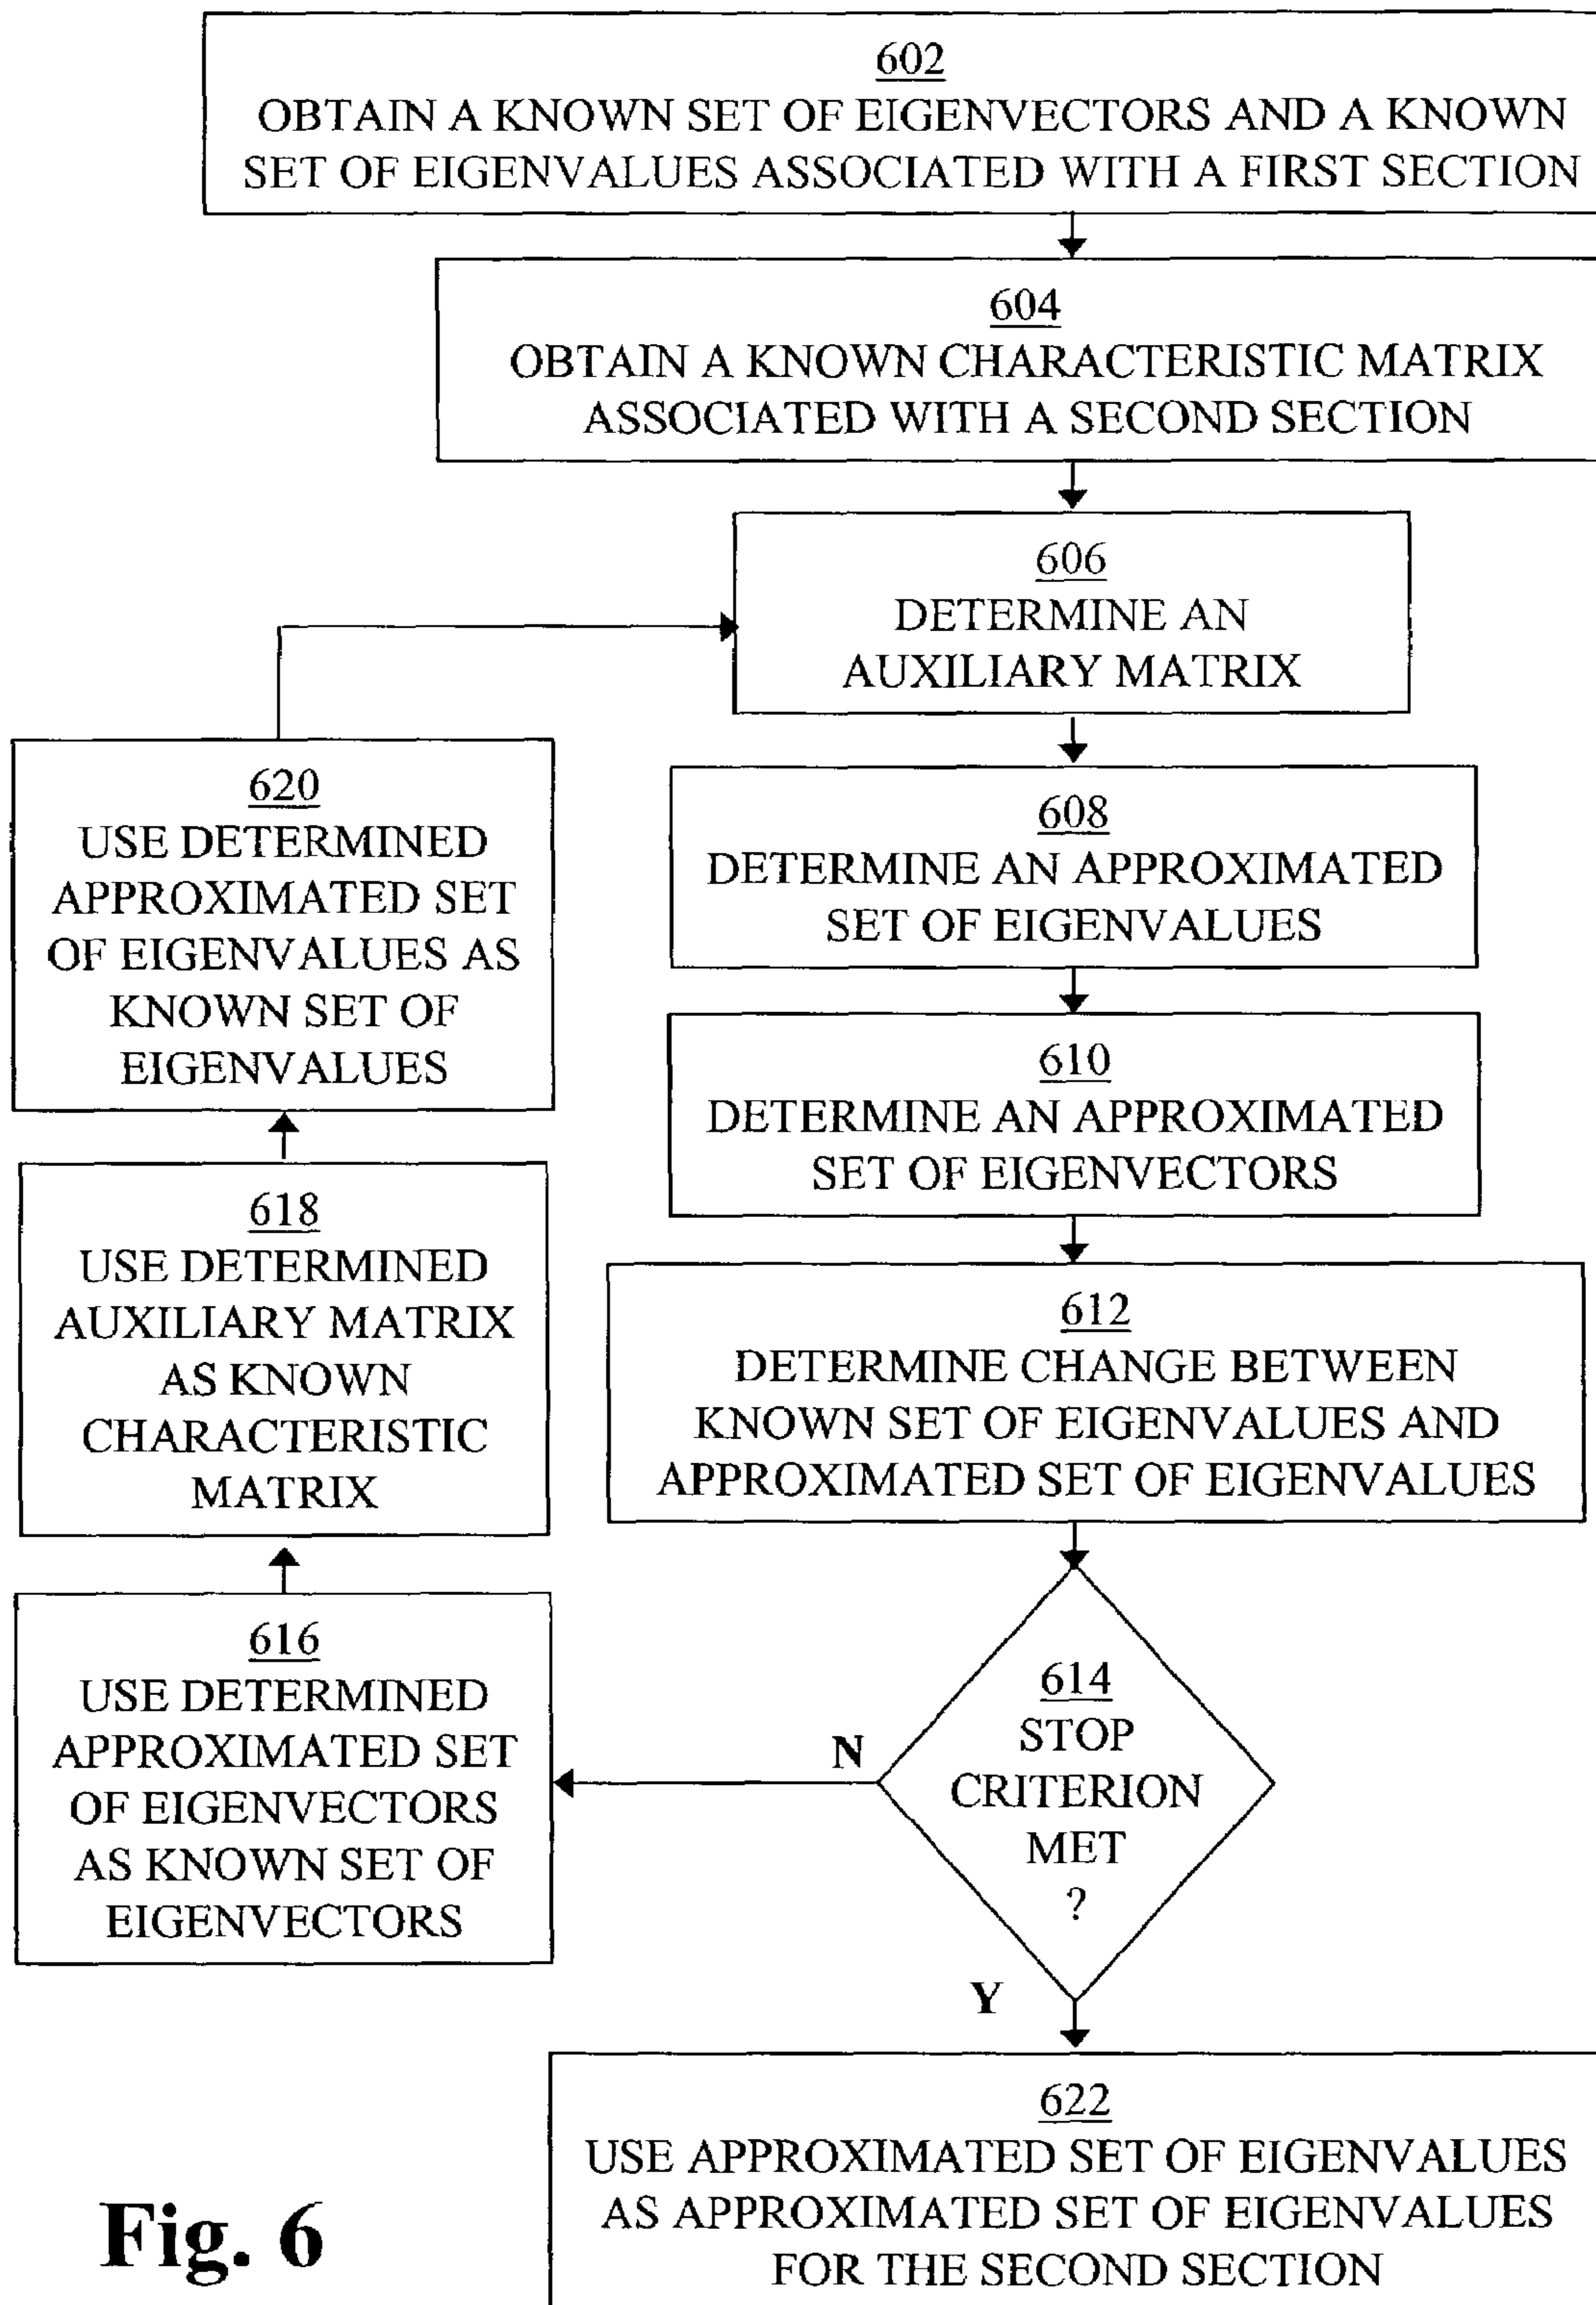 602
OBTAIN A KNOWN SET OF EIGENVECTORS AND A KNOWN
SET OF EIGENVALUES ASSOCIATED WITH A FIRST SECTION
604
OBTAIN A KNOWN CHARACTERISTIC MATRIX
ASSOCIATED WITH A SECOND SECTION
606
DETERMINE AN
AUXILIARY MATRIX
608
DETERMINE AN APPROXIMATED
SET OF EIGENVALUES
610
DETERMINE AN APPROXIMATED
SET OF EIGENVECTORS
612
DETERMINE CHANGE BETWEEN
KNOWN SET OF EIGENVALUES AND
APPROXIMATED SET OF EIGENVALUES
614
STOP
CRITERION
MET
?
N
616
USE DETERMINED
APPROXIMATED SET
OF EIGENVECTORS
AS KNOWN SET OF
EIGENVECTORS
618
USE DETERMINED
AUXILIARY MATRIX
AS KNOWN
CHARACTERISTIC
MATRIX
620
USE DETERMINED
APPROXIMATED SET
OF EIGENVALUES AS
KNOWN SET OF
EIGENVALUES
Y
622
USE APPROXIMATED SET OF EIGENVALUES
AS APPROXIMATED SET OF EIGENVALUES
FOR THE SECOND SECTION
Fig. 6